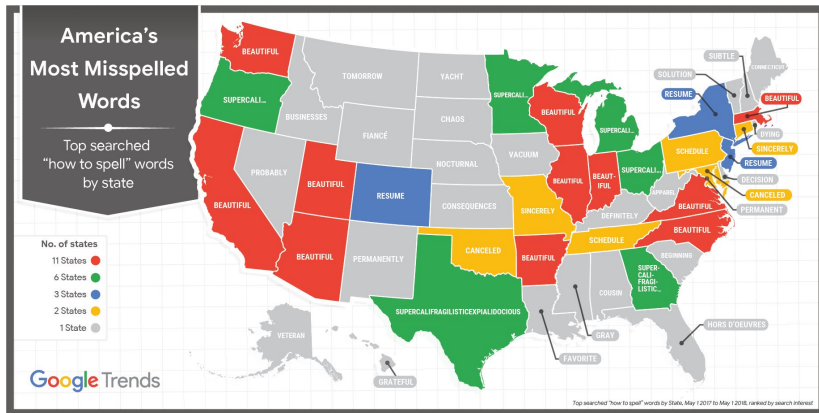 America's
Most Misspelled
Words
Top searched
"how to spell" words
by state
No. of states
11 States
6 States
3 States
2 States
1 State
Google Trends
BEAUTIFUL
SUPERCALI...
BEAUTIFUL
PROBABLY
BUSINESSES
TOMORROW
FIANCÉ
BEAUTIFUL
BEAUTIFUL
RESUME
PERMANENTLY
YACHT
CHAOS
NOCTURNAL
CONSEQUENCES
CANCELED
SUPERCALIFRAGILISTICEXPIALIDOCIOUS
SUPERCALI...
VACUUM
SINCERELY
BEAUTIFUL
FAVORITE
BEAUTIFUL
BEAUTIFUL
BEAUT-
IFUL
SUPERCALI...
SUPERCALI...
DEFINITELY
SCHEDULE
GRAY
COUSIN
SUPER-
CALI-
FRAGI-
LISTIC...
HORS D'OEUVRES
BEGINNING
BEAUTIFUL
BEAUTIFUL
APPAREL
SCHEDULE
RESUME
SOLUTION
SUBTLE
CONNECTICUT
BEAUTIFUL
DYING
SINCERELY
RESUME
DECISION
CANCELED
PERMANENT
VETERAN
GRATEFUL
Top searched "how to spell" words by State, May 1 2017 to May 1 2018, ranked by search interest